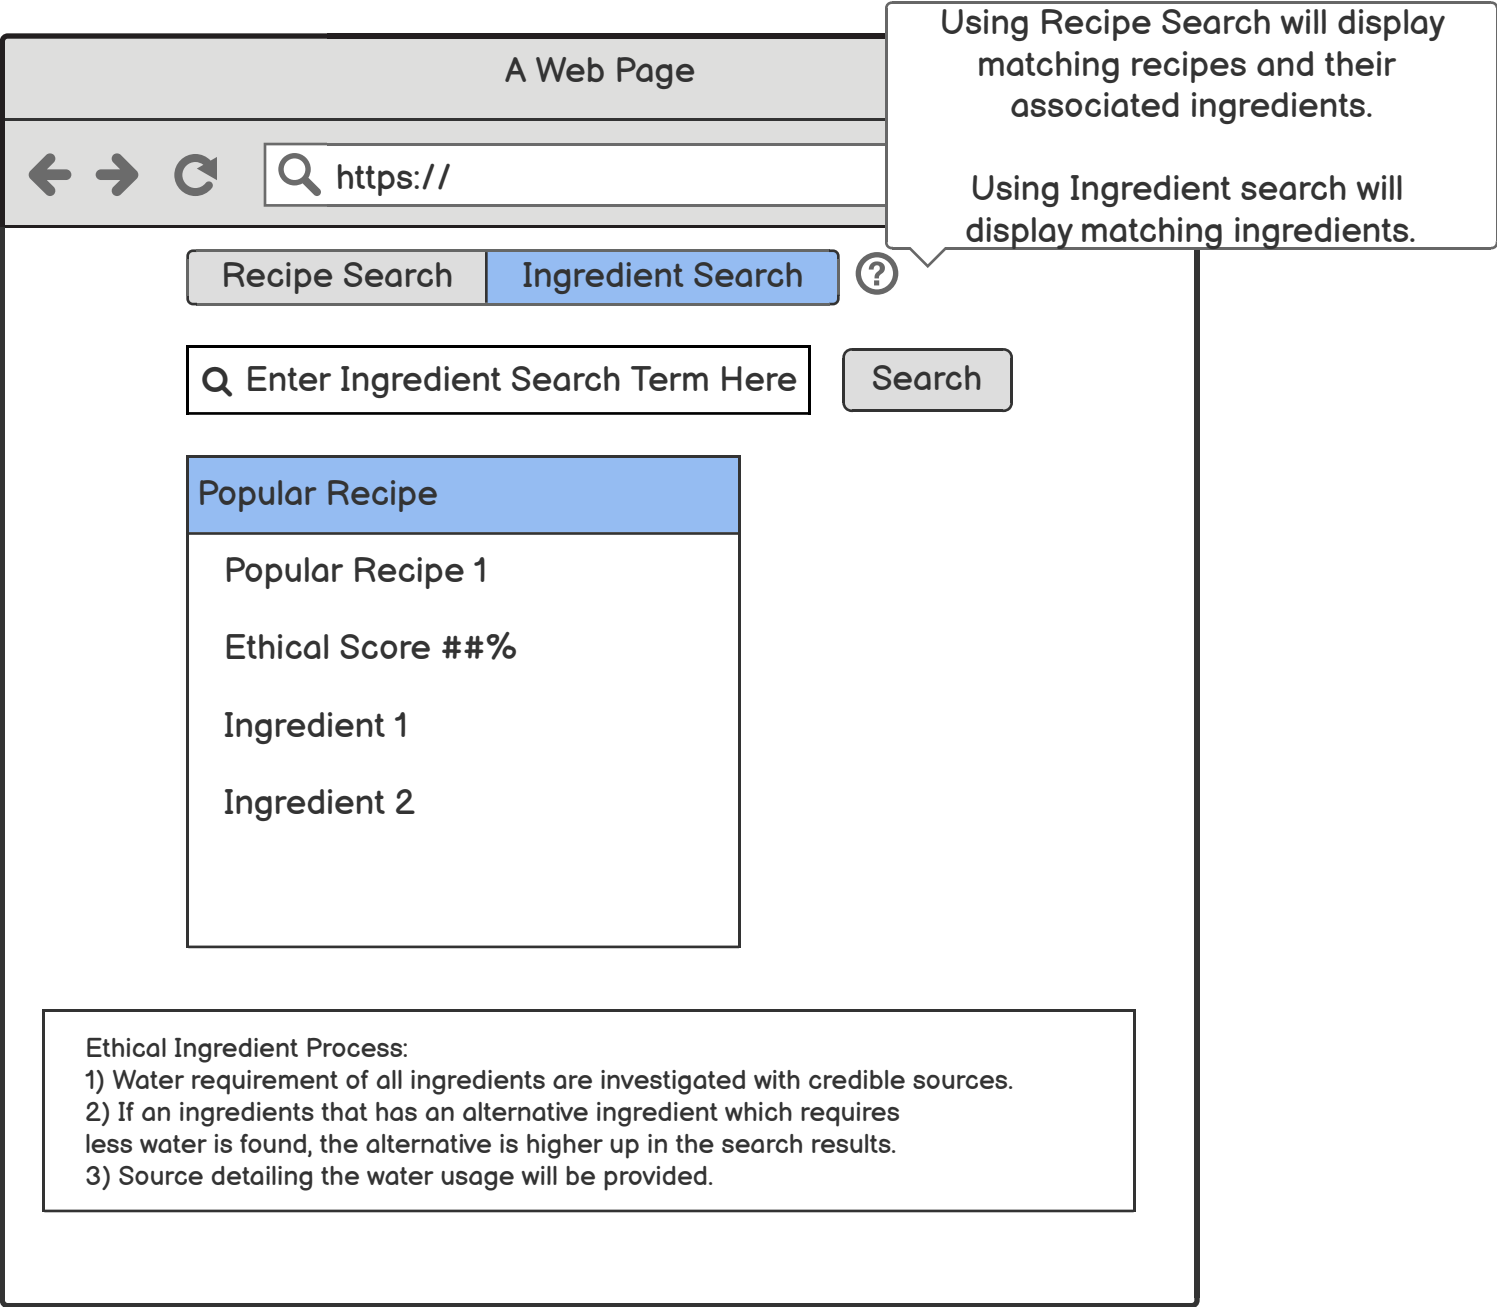 Using Recipe Search will display
matching recipes and their
associated ingredients.
Using Ingredient search will
display matching ingredients.
A Web Page
https://
Recipe Search
Ingredient Search
?
Enter Ingredient Search Term Here
Search
Popular Recipe
Popular Recipe 1
Ethical Score ##%
Ingredient 1
Ingredient 2
Ethical Ingredient Process:
1) Water requirement of all ingredients are investigated with credible sources.
2) If an ingredients that has an alternative ingredient which requires
less water is found, the alternative is higher up in the search results.
3) Source detailing the water usage will be provided.